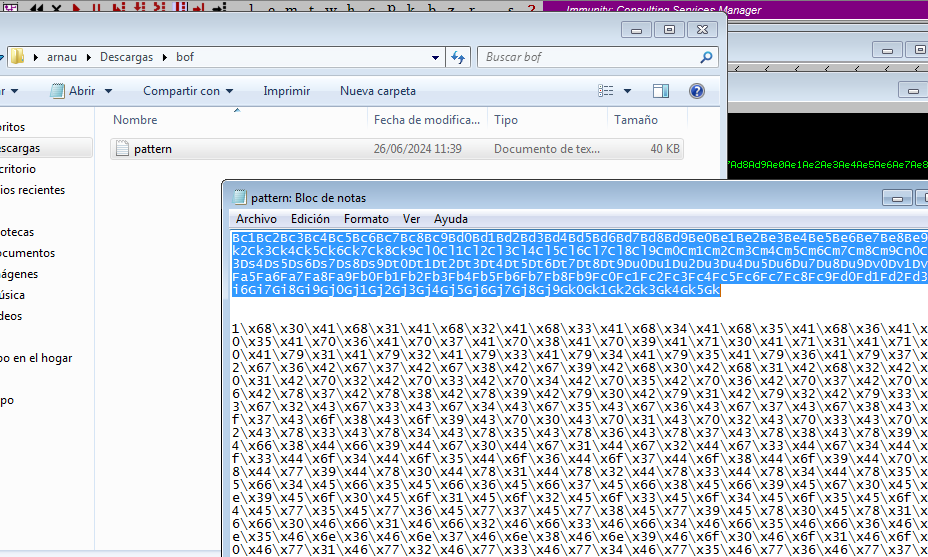 l e m t w h c P k b z r ... s ?
Immunity: Consulting Services Manager
arnau
Descargas
bof
Buscar bof
Abrir
Compartir con
Imprimir
Nueva carpeta
Nombre
Fecha de modifica...
Tipo
Tamaño
pattern
26/06/2024 11:39
Documento de tex...
40 KB
7Ad8Ad9Ae0Ae1Ae2Ae3Ae4Ae5Ae6Ae7Ae8
pattern: Bloc de notas
Archivo Edición Formato Ver Ayuda
Bc1Bc2Bc3Bc4Bc5Bc6Bc7Bc8Bc9Bd0Bd1Bd2Bd3Bd4Bd5Bd6Bd7Bd8Bd9Be0Be1Be2Be3Be4Be5Be6Be7Be8Be9
k2Ck3Ck4Ck5Ck6Ck7Ck8Ck9Cl0Cl1Cl2Cl3Cl4Cl5Cl6Cl7Cl8Cl9Cm0Cm1Cm2Cm3Cm4Cm5Cm6Cm7Cm8Cm9Cn0C
3Ds4Ds5Ds6Ds7Ds8Ds9Dt0Dt1Dt2Dt3Dt4Dt5Dt6Dt7Dt8Dt9Du0Du1Du2Du3Du4Du5Du6Du7Du8Du9Dv0Dv1Dv
Fa5Fa6Fa7Fa8Fa9Fb0Fb1Fb2Fb3Fb4Fb5Fb6Fb7Fb8Fb9Fc0Fc1Fc2Fc3Fc4Fc5Fc6Fc7Fc8Fc9Fd0Fd1Fd2Fd3
i6Gi7Gi8Gi9Gj0Gj1Gj2Gj3Gj4Gj5Gj6Gj7Gj8Gj9Gk0Gk1Gk2Gk3Gk4Gk5Gk
1\x68\x30\x41\x68\x31\x41\x68\x32\x41\x68\x33\x41\x68\x34\x41\x68\x35\x41\x68\x36\x41\x
0\x35\x41\x70\x36\x41\x70\x37\x41\x70\x38\x41\x70\x39\x41\x71\x30\x41\x71\x31\x41\x71\x
0\x41\x79\x31\x41\x79\x32\x41\x79\x33\x41\x79\x34\x41\x79\x35\x41\x79\x36\x41\x79\x37\x
2\x67\x36\x42\x67\x37\x42\x67\x38\x42\x67\x39\x42\x68\x30\x42\x68\x31\x42\x68\x32\x42\x
0\x31\x42\x70\x32\x42\x70\x33\x42\x70\x34\x42\x70\x35\x42\x70\x36\x42\x70\x37\x42\x70\x
6\x42\x78\x37\x42\x78\x38\x42\x78\x39\x42\x79\x30\x42\x79\x31\x42\x79\x32\x42\x79\x33\x
3\x67\x32\x43\x67\x33\x43\x67\x34\x43\x67\x35\x43\x67\x36\x43\x67\x37\x43\x67\x38\x43\x
f\x37\x43\x6f\x38\x43\x6f\x39\x43\x70\x30\x43\x70\x31\x43\x70\x32\x43\x70\x33\x43\x70\x
2\x43\x78\x33\x43\x78\x34\x43\x78\x35\x43\x78\x36\x43\x78\x37\x43\x78\x38\x43\x78\x39\x
4\x66\x38\x44\x66\x39\x44\x67\x30\x44\x67\x31\x44\x67\x32\x44\x67\x33\x44\x67\x34\x44\x
f\x33\x44\x6f\x34\x44\x6f\x35\x44\x6f\x36\x44\x6f\x37\x44\x6f\x38\x44\x6f\x39\x44\x70\x
8\x44\x77\x39\x44\x78\x30\x44\x78\x31\x44\x78\x32\x44\x78\x33\x44\x78\x34\x44\x78\x35\x
5\x66\x34\x45\x66\x35\x45\x66\x36\x45\x66\x37\x45\x66\x38\x45\x66\x39\x45\x67\x30\x45\x
e\x39\x45\x6f\x30\x45\x6f\x31\x45\x6f\x32\x45\x6f\x33\x45\x6f\x34\x45\x6f\x35\x45\x6f\x
4\x45\x77\x35\x45\x77\x36\x45\x77\x37\x45\x77\x38\x45\x77\x39\x45\x78\x30\x45\x78\x31\x
6\x66\x30\x46\x66\x31\x46\x66\x32\x46\x66\x33\x46\x66\x34\x46\x66\x35\x46\x66\x36\x46\x
e\x35\x46\x6e\x36\x46\x6e\x37\x46\x6e\x38\x46\x6e\x39\x46\x6f\x30\x46\x6f\x31\x46\x6f\x
0\x46\x77\x31\x46\x77\x32\x46\x77\x33\x46\x77\x34\x46\x77\x35\x46\x77\x36\x46\x77\x37\x